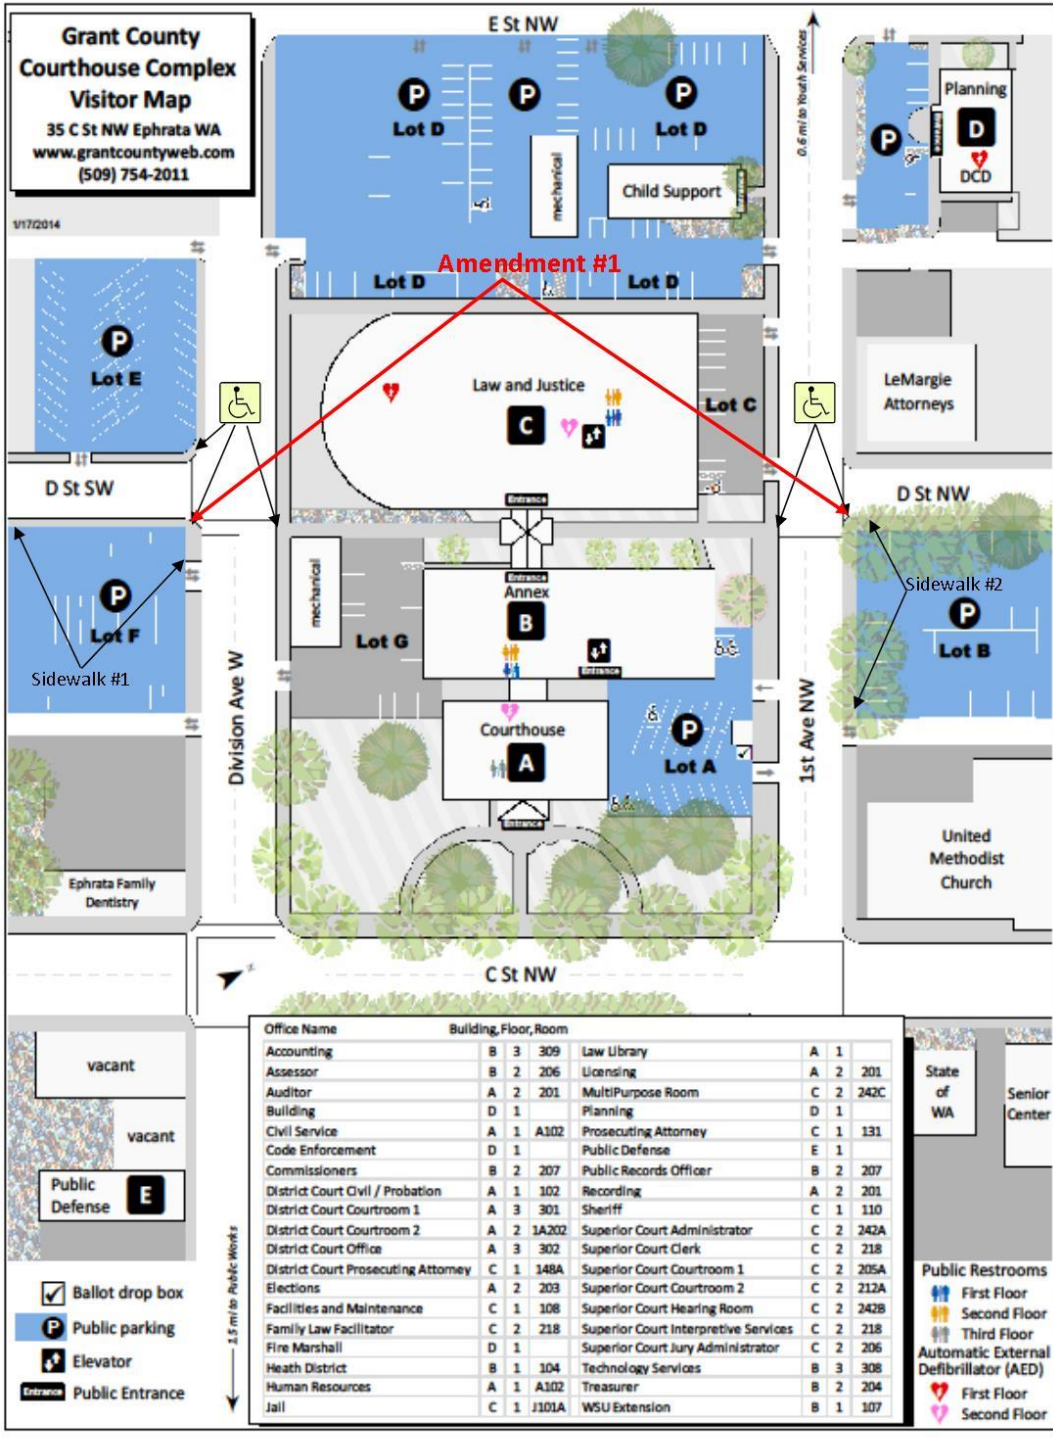 Grant County
Courthouse Complex
Visitor Map
35 C St NW Ephrata WA
www.grantcountyweb.com
(509) 754-2011
1/17/2014
E St NW
0.6 mi to Youth Services
P
Lot D
P
P
Lot D
mechanical
Child Support
Entrance
P
Entrance
Planning
D
DCD
Amendment #1
Lot D
Lot D
P
Lot E
Law and Justice
C
Lot C
Entrance
LeMargie
Attorneys
D St SW
D St NW
P
Lot F
Sidewalk #1
Division Ave W
mechanical
Lot G
Entrance
Annex
B
Entrance
Courthouse
A
Entrance
P
Lot A
1st Ave NW
Sidewalk #2
P
Lot B
Ephrata Family
Dentistry
United
Methodist
Church
C St NW
vacant
vacant
Public
Defense
E
State
of
WA
Senior
Center
1.5 mi to Public Works
Office Name Building, Floor, Room
Accounting B 3 309 Law Library A 1
Assessor B 2 206 Licensing A 2 201
Auditor A 2 201 MultiPurpose Room C 2 242C
Building D 1 Planning D 1
Civil Service A 1 A102 Prosecuting Attorney C 1 131
Code Enforcement D 1 Public Defense E 1
Commissioners B 2 207 Public Records Officer B 2 207
District Court Civil / Probation A 1 102 Recording A 2 201
District Court Courtroom 1 A 3 301 Sheriff C 1 110
District Court Courtroom 2 A 2 1A202 Superior Court Administrator C 2 242A
District Court Office A 3 302 Superior Court Clerk C 2 218
District Court Prosecuting Attorney C 1 148A Superior Court Courtroom 1 C 2 205A
Elections A 2 203 Superior Court Courtroom 2 C 2 212A
Facilities and Maintenance C 1 108 Superior Court Hearing Room C 2 242B
Family Law Facilitator C 2 218 Superior Court Interpretive Services C 2 218
Fire Marshall D 1 Superior Court Jury Administrator C 2 206
Heath District B 1 104 Technology Services B 3 308
Human Resources A 1 A102 Treasurer B 2 204
Jail C 1 J101A WSU Extension B 1 107
Ballot drop box
P Public parking
Elevator
Entrance Public Entrance
Public Restrooms
First Floor
Second Floor
Third Floor
Automatic External
Defibrillator (AED)
First Floor
Second Floor